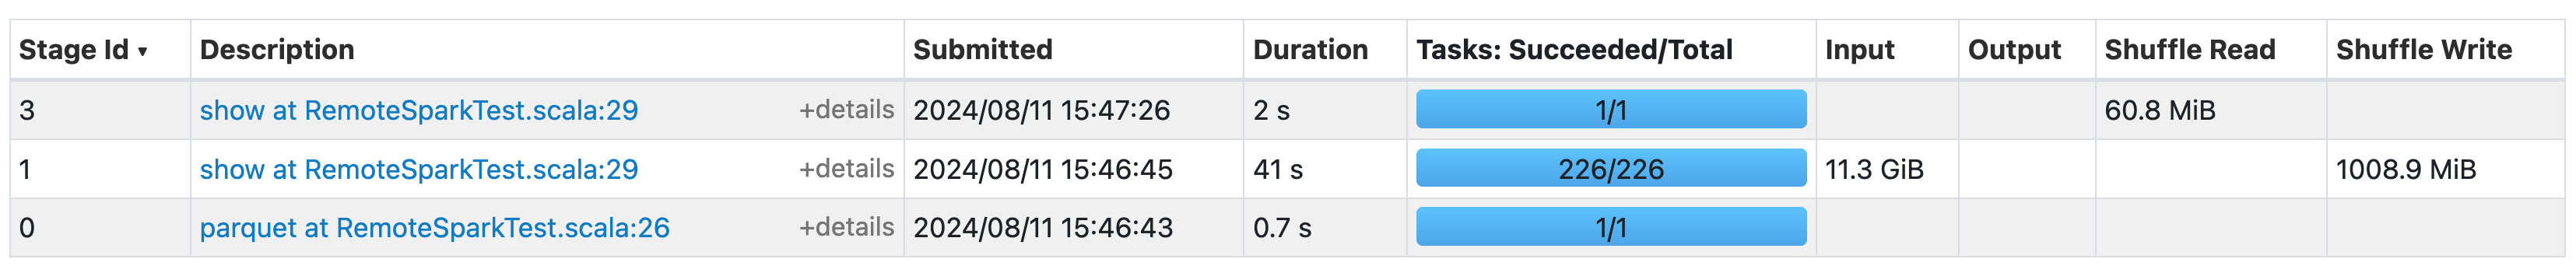 Stage Id ▾ Description Submitted Duration Tasks: Succeeded/Total Input Output Shuffle Read Shuffle Write
3 show at RemoteSparkTest.scala:29 +details 2024/08/11 15:47:26 2 s 1/1 60.8 MiB
1 show at RemoteSparkTest.scala:29 +details 2024/08/11 15:46:45 41 s 226/226 11.3 GiB 1008.9 MiB
0 parquet at RemoteSparkTest.scala:26 +details 2024/08/11 15:46:43 0.7 s 1/1